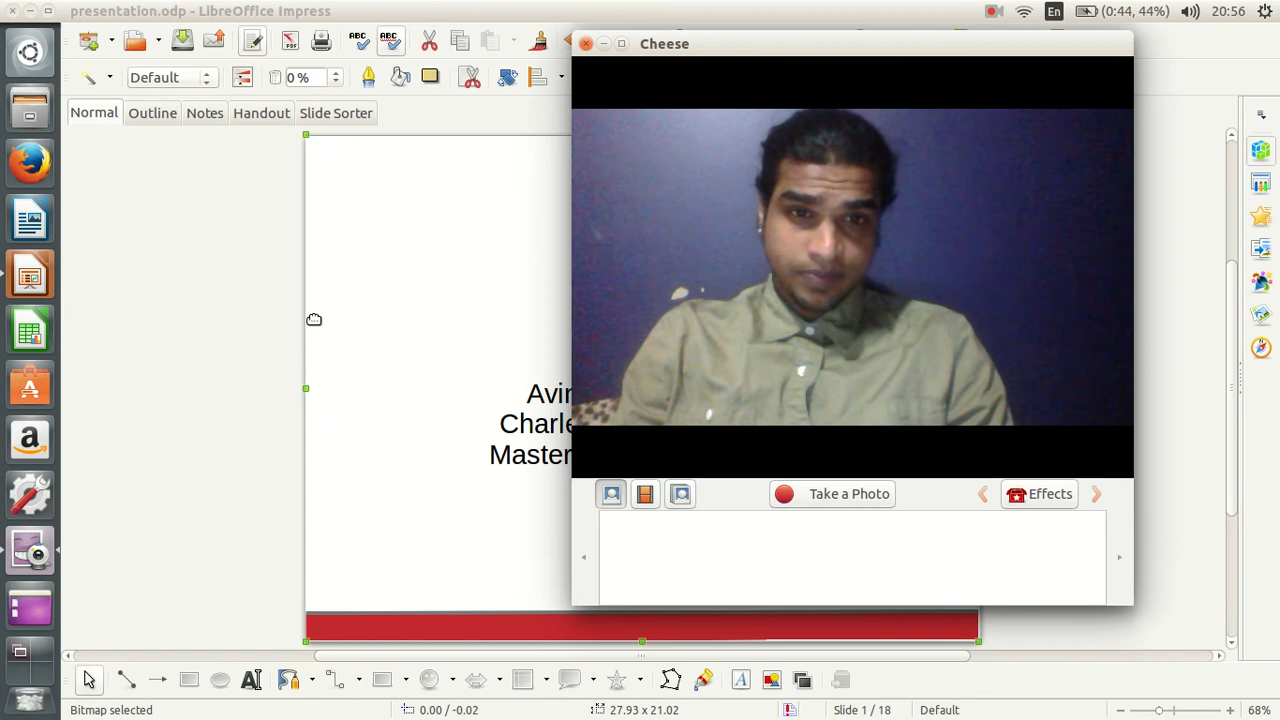 presentation.odp - LibreOffice Impress
En
(0:44, 44%)
20:56
Cheese
Default
0 %
Normal
Outline
Notes
Handout
Slide Sorter
Avin
Charle
Master
Take a Photo
Effects
Bitmap selected
0.00 / -0.02
27.93 x 21.02
Slide 1 / 18
Default
68%